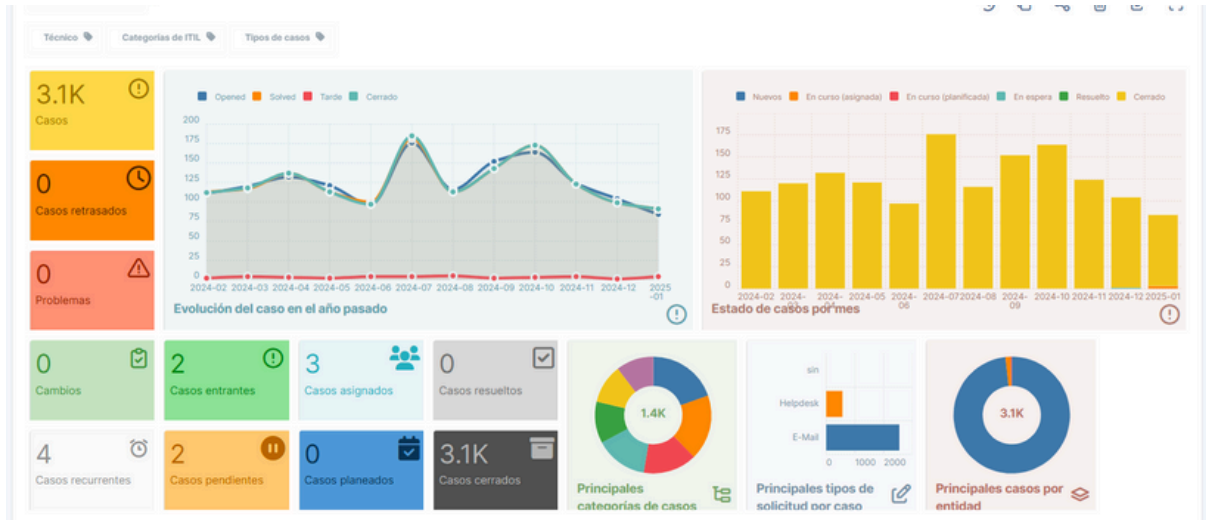 Técnico
Categorías de ITIL
Tipos de casos
3.1K
Casos
0
Casos retrasados
0
Problemas
Opened Solved Tarde Cerrado
200
175
150
125
100
75
50
25
0
2024-02 2024-03 2024-04 2024-05 2024-06 2024-07 2024-08 2024-09 2024-10 2024-11 2024-12 2025-01
Evolución del caso en el año pasado
Nuevos En curso (asignada) En curso (planificada) En espera Resuelto Cerrado
175
150
125
100
75
50
25
0
2024-02 2024-03 2024-04 2024-05 2024-06 2024-07 2024-08 2024-09 2024-10 2024-11 2024-12 2025-01
Estado de casos por mes
0
Cambios
2
Casos entrantes
3
Casos asignados
0
Casos resueltos
4
Casos recurrentes
2
Casos pendientes
0
Casos planeados
3.1K
Casos cerrados
1.4K
Principales
categorías de casos
sin
Helpdesk
E-Mail
0 1000 2000
Principales tipos de
solicitud por caso
3.1K
Principales casos por
entidad